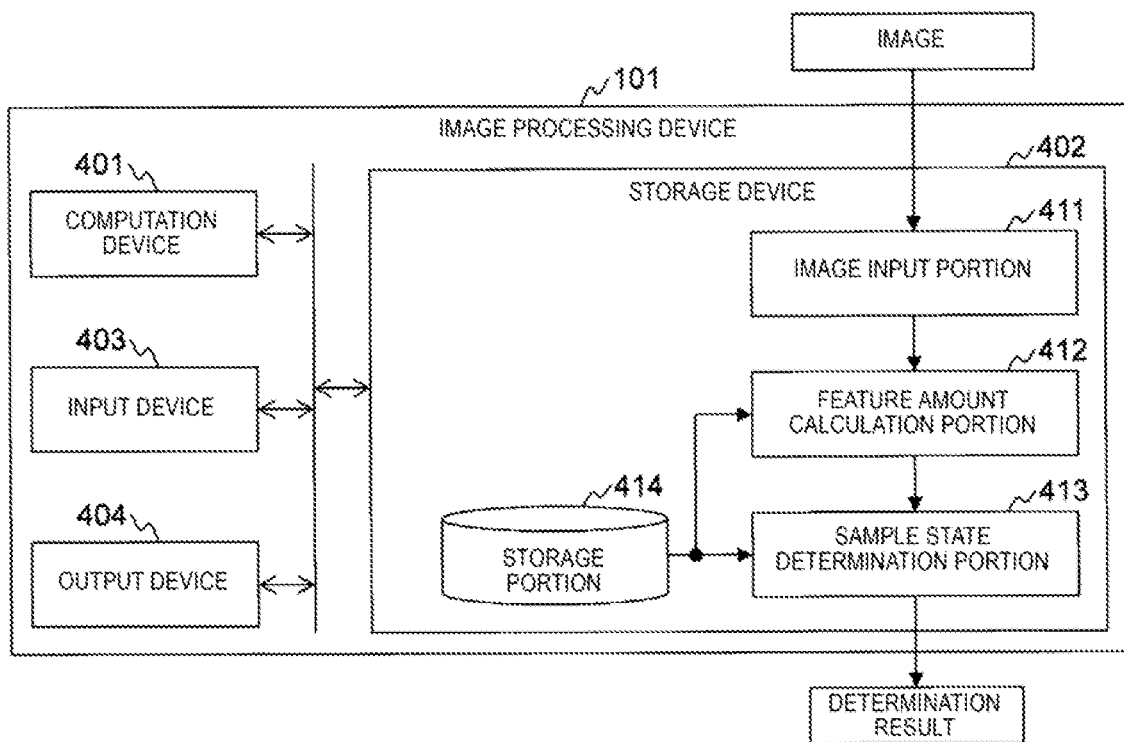 IMAGE
101
IMAGE PROCESSING DEVICE
402
STORAGE DEVICE
401
COMPUTATION
DEVICE
411
IMAGE INPUT PORTION
403
INPUT DEVICE
412
FEATURE AMOUNT
CALCULATION PORTION
414
STORAGE
PORTION
413
SAMPLE STATE
DETERMINATION PORTION
404
OUTPUT DEVICE
DETERMINATION
RESULT